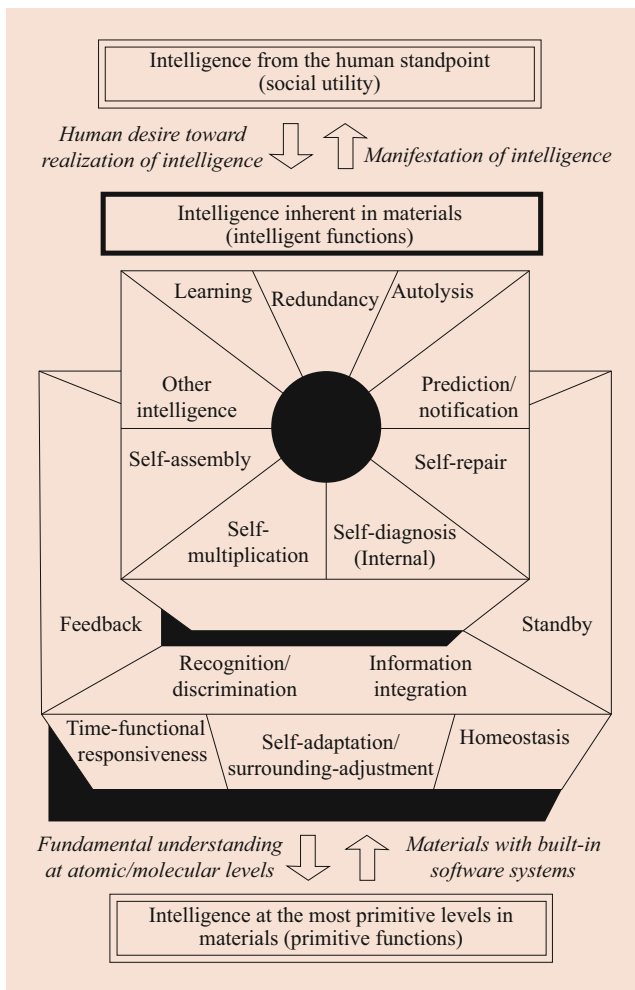 Intelligence from the human standpoint
(social utility)
Human desire toward
realization of intelligence
Manifestation of intelligence
Intelligence inherent in materials
(intelligent functions)
Learning
Redundancy
Autolysis
Other
intelligence
Prediction/
notification
Self-assembly
Self-repair
Self-
multiplication
Self-diagnosis
(Internal)
Feedback
Standby
Recognition/
discrimination
Information
integration
Time-functional
responsiveness
Self-adaptation/
surrounding-adjustment
Homeostasis
Fundamental understanding
at atomic/molecular levels
Materials with built-in
software systems
Intelligence at the most primitive levels in
materials (primitive functions)